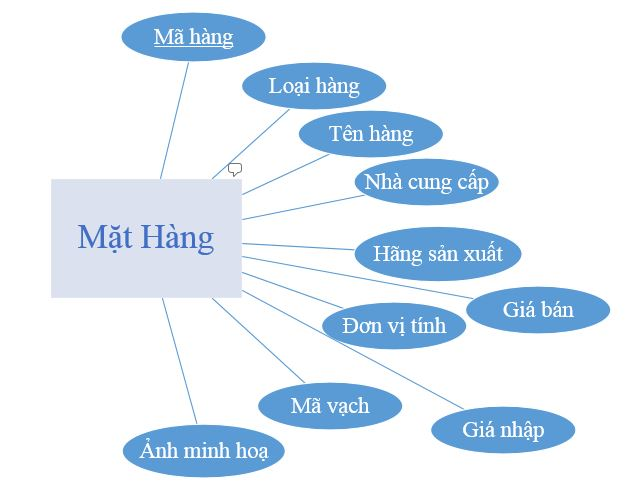 Mã hàng
Loại hàng
Tên hàng
Nhà cung cấp
Mặt Hàng
Hãng sản xuất
Giá bán
Đơn vị tính
Mã vạch
Giá nhập
Ảnh minh hoạ